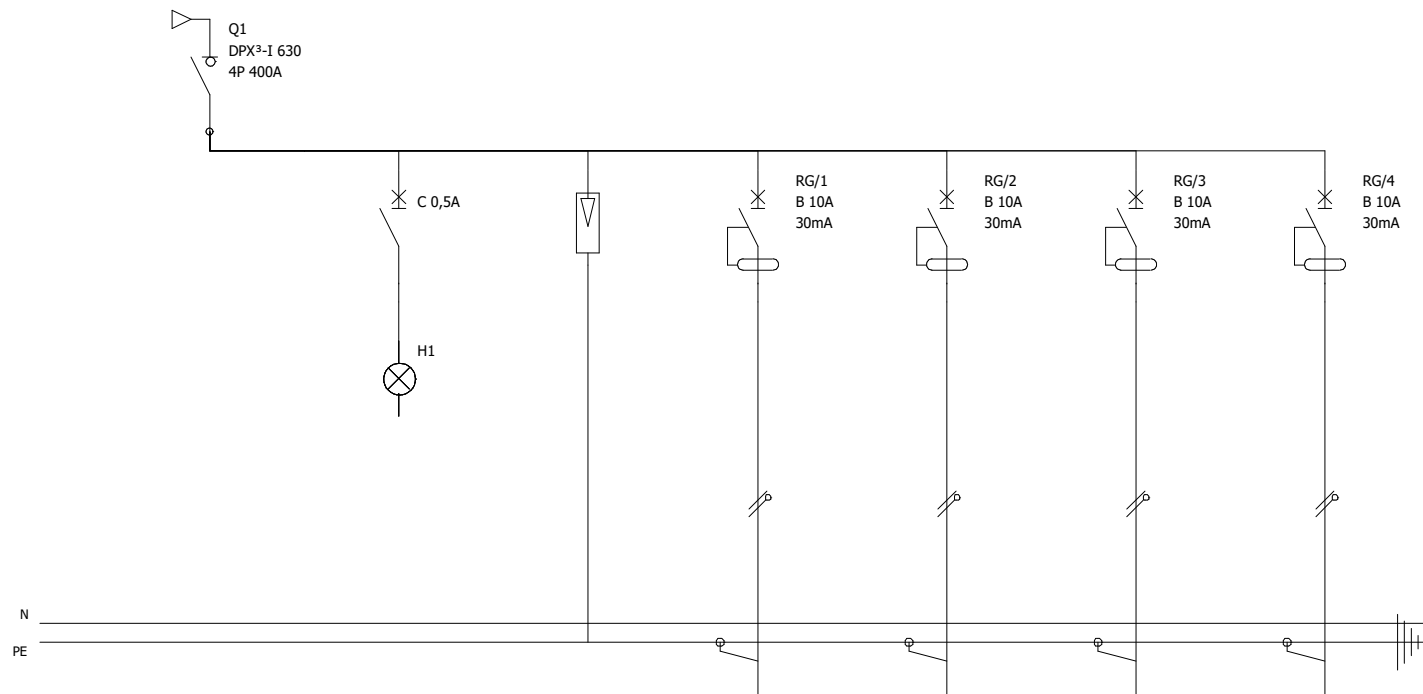 Q1
DPX³-I 630
4P 400A
C 0,5A
H1
RG/1
B 10A
30mA
RG/2
B 10A
30mA
RG/3
B 10A
30mA
RG/4
B 10A
30mA
N
PE